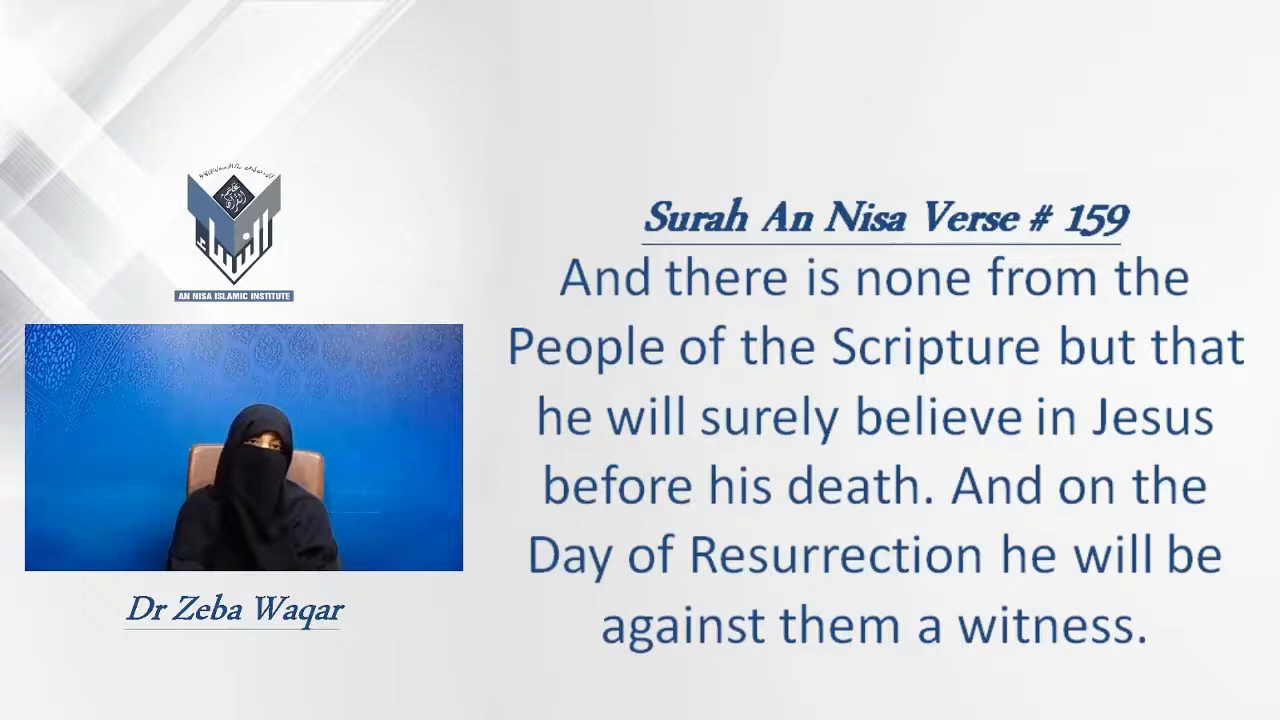 النساء
AN NISA ISLAMIC INSTITUTE
Dr Zeba Waqar
Surah An Nisa Verse # 159
And there is none from the
People of the Scripture but that
he will surely believe in Jesus
before his death. And on the
Day of Resurrection he will be
against them a witness.